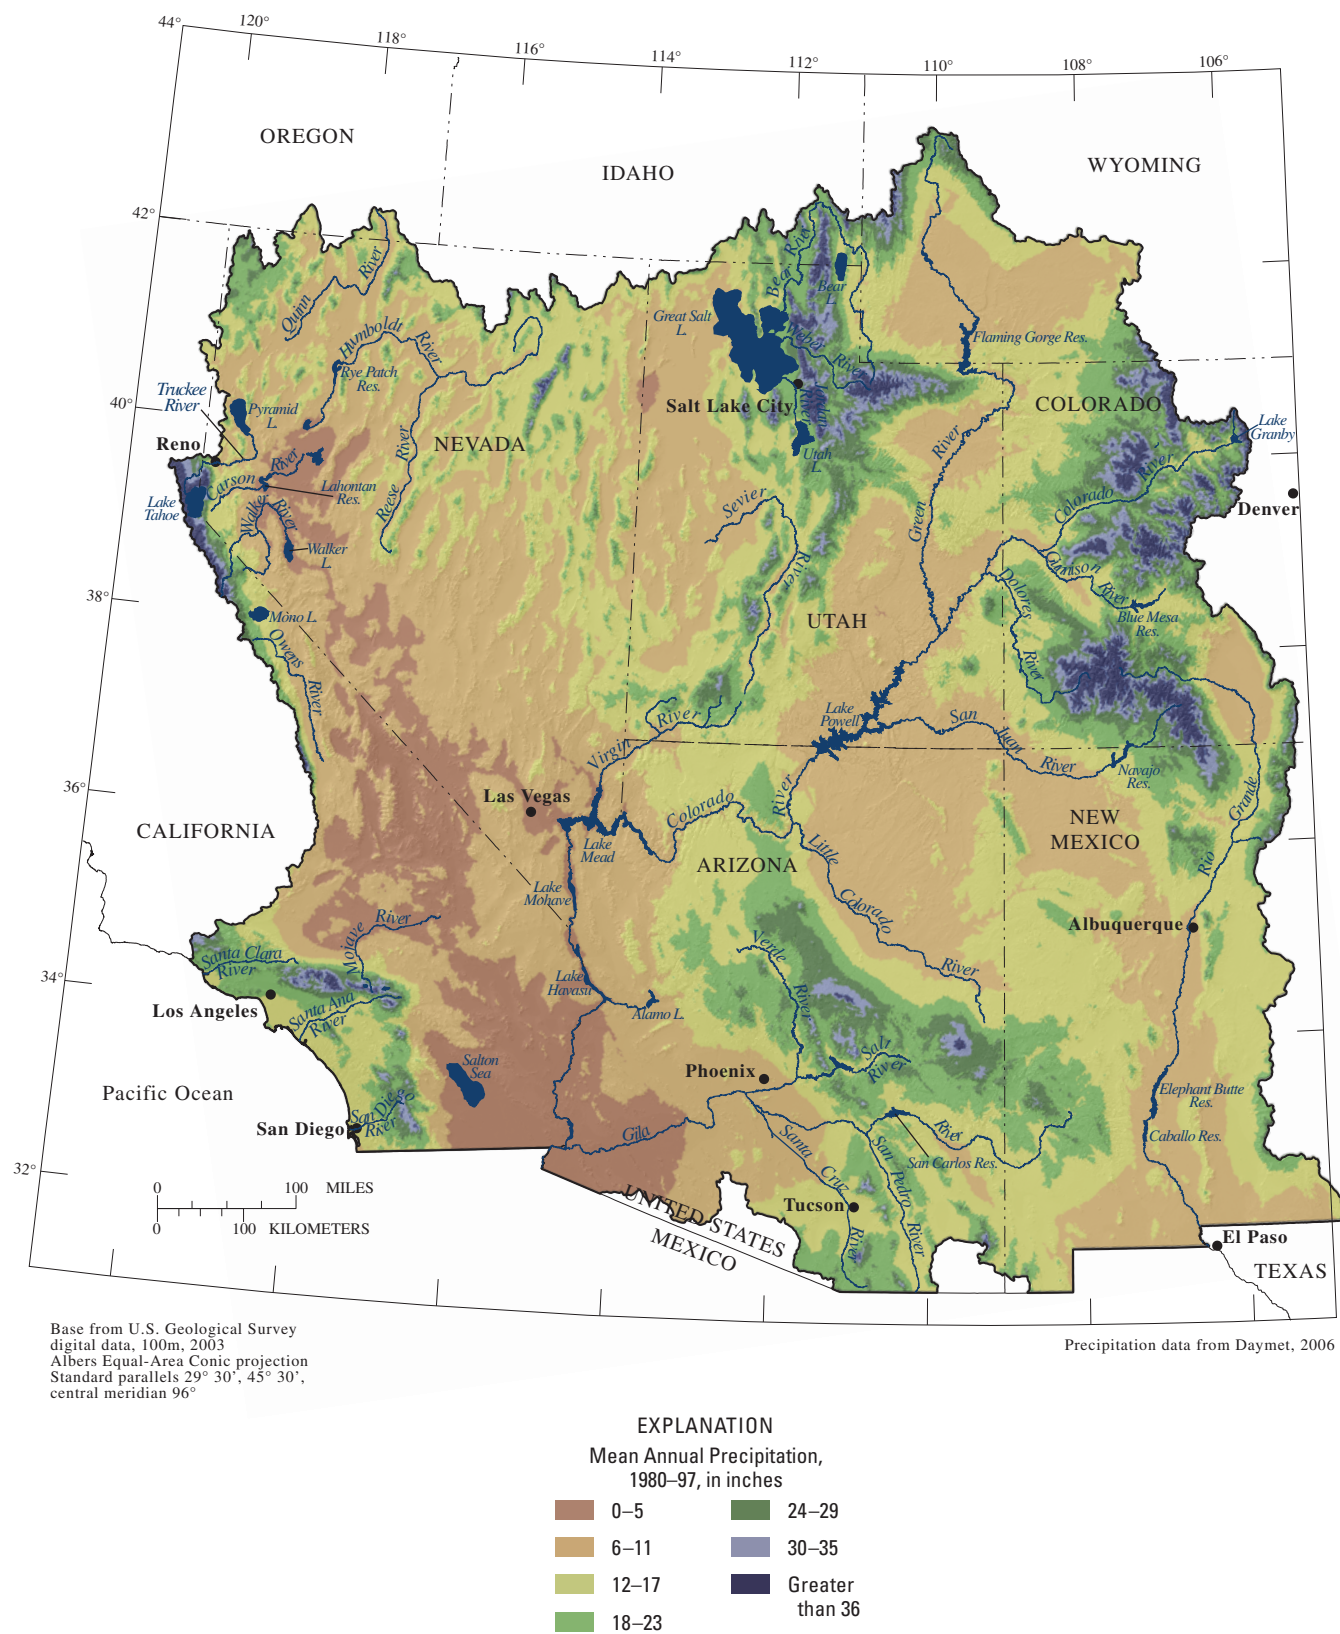 44°
120°
118°
116°
114°
112°
110°
108°
106°
OREGON
IDAHO
WYOMING
42°
Quinn
River
Humboldt
River
Rye Patch
Res.
Bear
River
Bear
L.
Great Salt
L.
Weber
River
Flaming Gorge Res.
Truckee
River
Pyramid
L.
40°
Reno
NEVADA
Salt Lake City
Jordan
River
Utah
L.
COLORADO
Lake
Granby
Carson
River
Lake
Tahoe
Lahontan
Res.
Walker
River
Walker
L.
Reese
River
Sevier
River
Green
River
Colorado
River
Denver
38°
Mono L.
Owens
River
UTAH
Gunnison
River
Blue Mesa
Res.
Dolores
River
Lake
Powell
San
Juan
River
Navajo
Res.
Virgin
River
36°
Las Vegas
CALIFORNIA
Lake
Mead
Colorado
River
ARIZONA
NEW
MEXICO
Rio
Grande
Little
Colorado
River
Lake
Mohave
Mojave
River
Albuquerque
34°
Santa Clara
River
Los Angeles
Santa Ana
River
Lake
Havasu
Alamo L.
Verde
River
Salton
Sea
Phoenix
Salt
River
Pacific Ocean
San Diego
San Diego
River
Gila
River
Elephant Butte
Res.
Caballo Res.
San Carlos Res.
32°
Santa
Cruz
River
San
Pedro
River
Tucson
0 100 MILES
0 100 KILOMETERS
UNITED STATES
MEXICO
El Paso
TEXAS
Base from U.S. Geological Survey
digital data, 100m, 2003
Albers Equal-Area Conic projection
Standard parallels 29° 30’, 45° 30’,
central meridian 96°
Precipitation data from Daymet, 2006
EXPLANATION
Mean Annual Precipitation,
1980–97, in inches
0–5
6–11
12–17
18–23
24–29
30–35
Greater
than 36